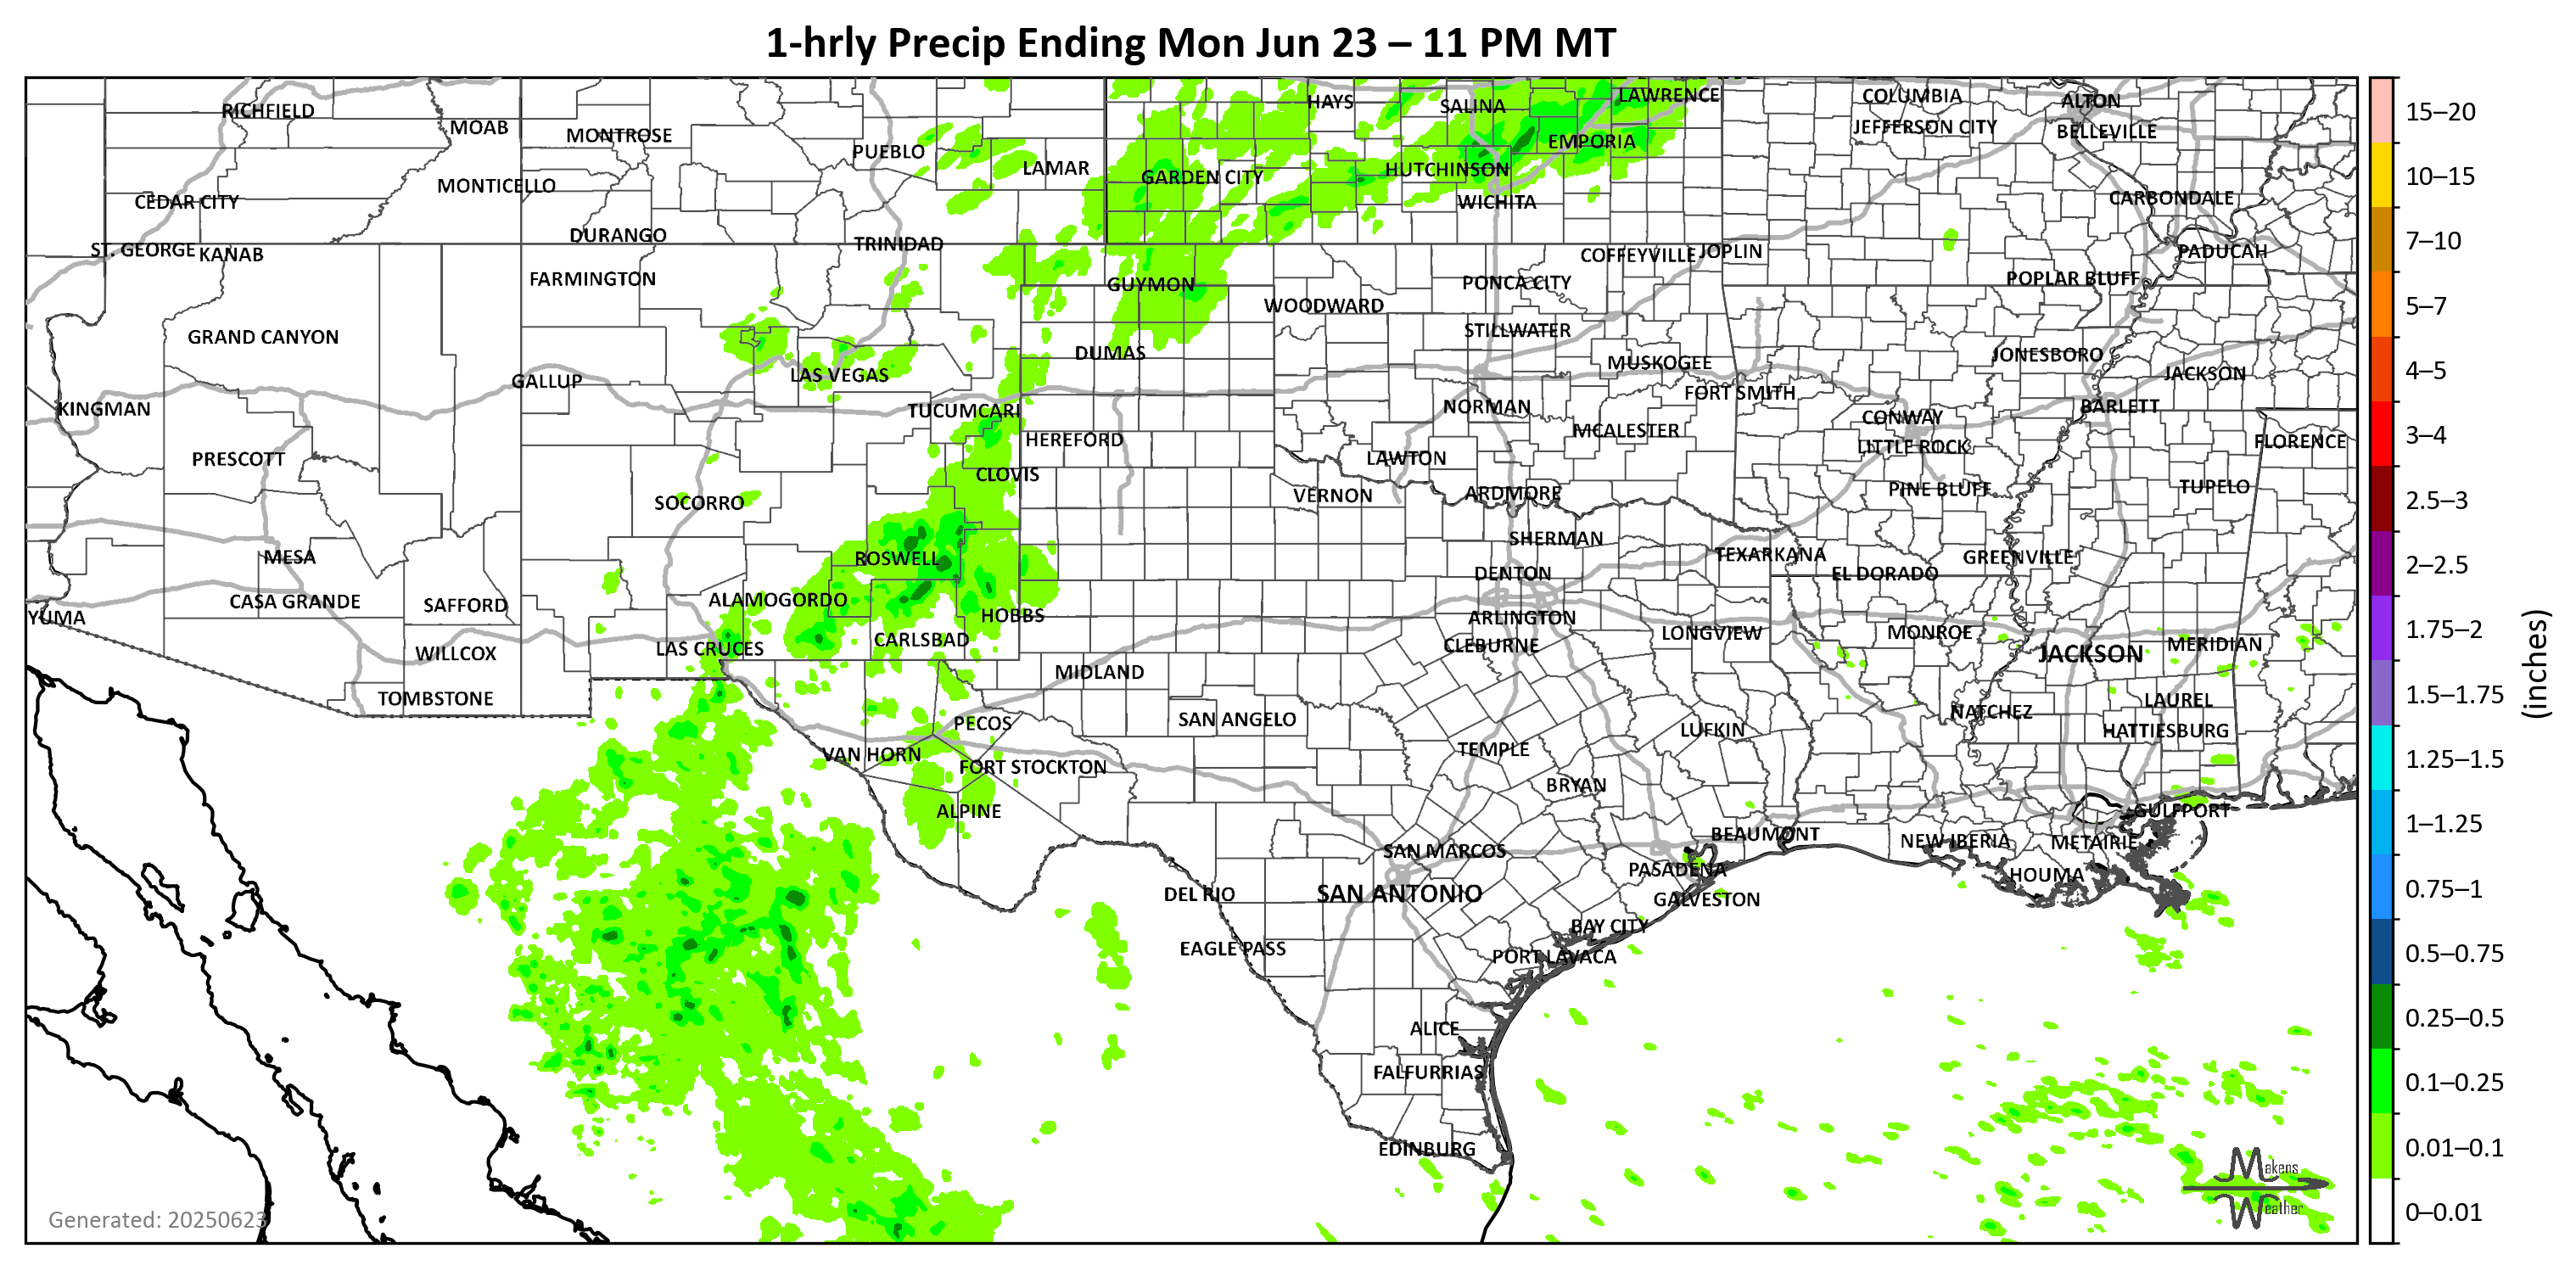 1-hrly Precip Ending Mon Jun 23 – 11 PM MT
RICHFIELD
MOAB
MONTROSE
PUEBLO
LAMAR
HAYS
SALINA
LAWRENCE
COLUMBIA
ALTON
JEFFERSON CITY
BELLEVILLE
EMPORIA
GARDEN CITY
HUTCHINSON
MONTICELLO
CEDAR CITY
WICHITA
CARBONDALE
DURANGO
TRINIDAD
ST. GEORGE
KANAB
COFFEYVILLE
JOPLIN
PADUCAH
FARMINGTON
GUYMON
PONCA CITY
POPLAR BLUFF
WOODWARD
GRAND CANYON
STILLWATER
DUMAS
JONESBORO
MUSKOGEE
LAS VEGAS
GALLUP
JACKSON
FORT SMITH
KINGMAN
TUCUMCARI
NORMAN
BARLETT
CONWAY
HEREFORD
MCALESTER
FLORENCE
LITTLE ROCK
PRESCOTT
LAWTON
CLOVIS
SOCORRO
VERNON
ARDMORE
PINE BLUFF
TUPELO
SHERMAN
MESA
ROSWELL
TEXARKANA
GREENVILLE
DENTON
EL DORADO
CASA GRANDE
SAFFORD
ALAMOGORDO
YUMA
HOBBS
ARLINGTON
CARLSBAD
LONGVIEW
MONROE
WILLCOX
LAS CRUCES
CLEBURNE
JACKSON
MERIDIAN
MIDLAND
TOMBSTONE
LAUREL
NATCHEZ
PECOS
SAN ANGELO
LUFKIN
HATTIESBURG
VAN HORN
TEMPLE
FORT STOCKTON
BRYAN
ALPINE
GULFPORT
BEAUMONT
NEW IBERIA
METAIRIE
SAN MARCOS
PASADENA
HOUMA
DEL RIO
SAN ANTONIO
GALVESTON
BAY CITY
EAGLE PASS
PORT LAVACA
ALICE
FALFURRIAS
EDINBURG
Makens
Weather
Generated: 20250623
15–20
10–15
7–10
5–7
4–5
3–4
2.5–3
2–2.5
1.75–2
1.5–1.75
1.25–1.5
1–1.25
0.75–1
0.5–0.75
0.25–0.5
0.1–0.25
0.01–0.1
0–0.01
(inches)